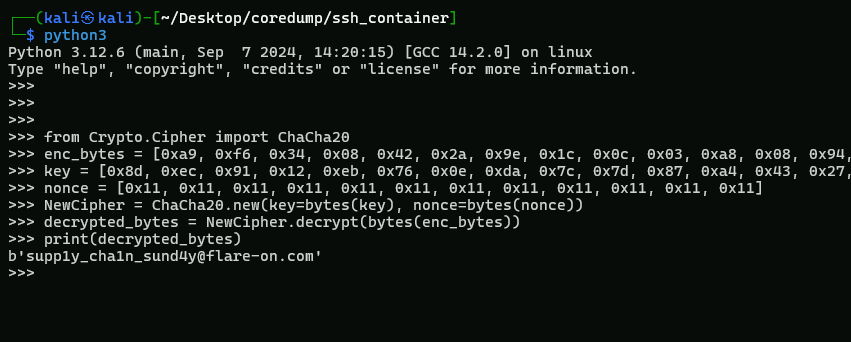 ┌──(kali㉿kali)-[~/Desktop/coredump/ssh_container]
└─$ python3
Python 3.12.6 (main, Sep  7 2024, 14:20:15) [GCC 14.2.0] on linux
Type "help", "copyright", "credits" or "license" for more information.
>>>
>>>
>>>
>>> from Crypto.Cipher import ChaCha20
>>> enc_bytes = [0xa9, 0xf6, 0x34, 0x08, 0x42, 0x2a, 0x9e, 0x1c, 0x0c, 0x03, 0xa8, 0x08, 0x94,
>>> key = [0x8d, 0xec, 0x91, 0x12, 0xeb, 0x76, 0x0e, 0xda, 0x7c, 0x7d, 0x87, 0xa4, 0x43, 0x27,
>>> nonce = [0x11, 0x11, 0x11, 0x11, 0x11, 0x11, 0x11, 0x11, 0x11, 0x11, 0x11, 0x11]
>>> NewCipher = ChaCha20.new(key=bytes(key), nonce=bytes(nonce))
>>> decrypted_bytes = NewCipher.decrypt(bytes(enc_bytes))
>>> print(decrypted_bytes)
b'supp1y_cha1n_sund4y@flare-on.com'
>>>